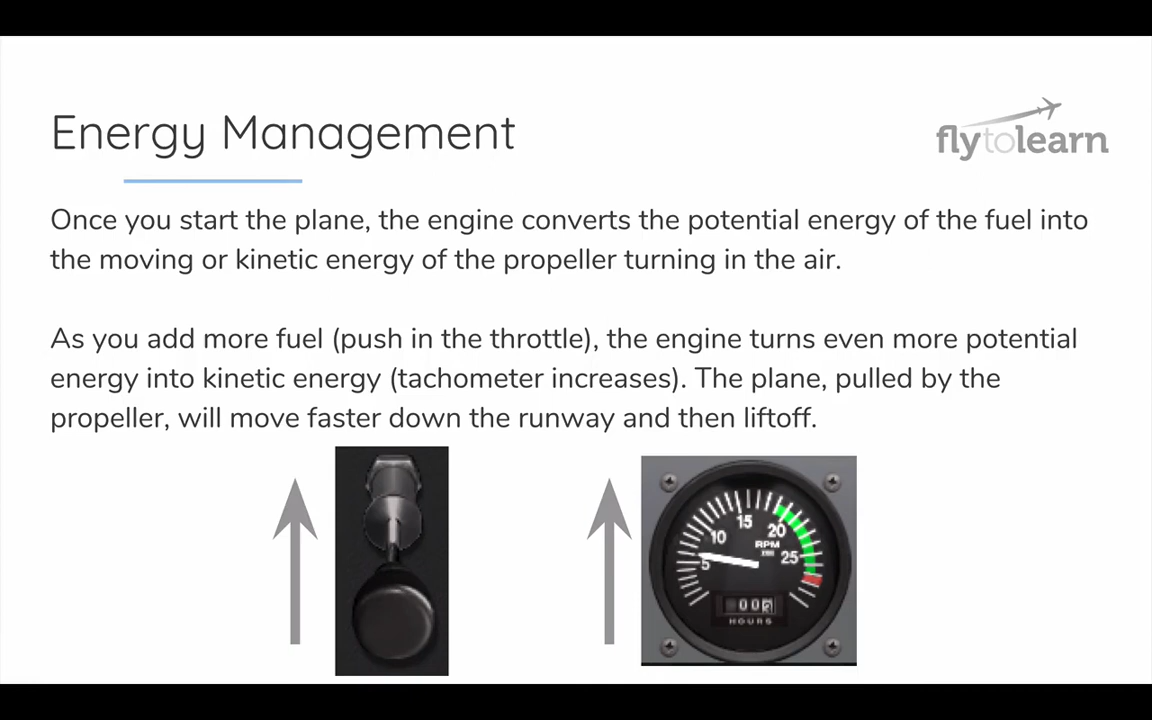 Energy Management
flytolearn
Once you start the plane, the engine converts the potential energy of the fuel into
the moving or kinetic energy of the propeller turning in the air.
As you add more fuel (push in the throttle), the engine turns even more potential
energy into kinetic energy (tachometer increases). The plane, pulled by the
propeller, will move faster down the runway and then liftoff.
5
10
15
20
25
RPM
HOURS